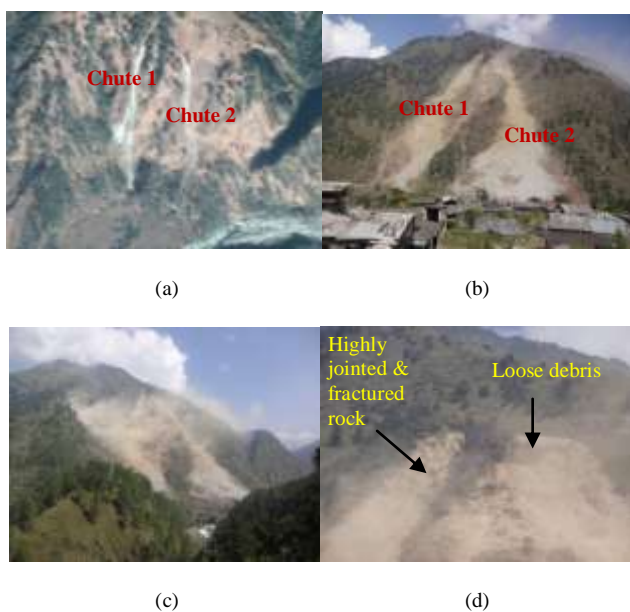 Chute 1
Chute 2
Chute 1
Chute 2
(a)
(b)
Highly
jointed &
fractured
rock
Loose debris
(c)
(d)